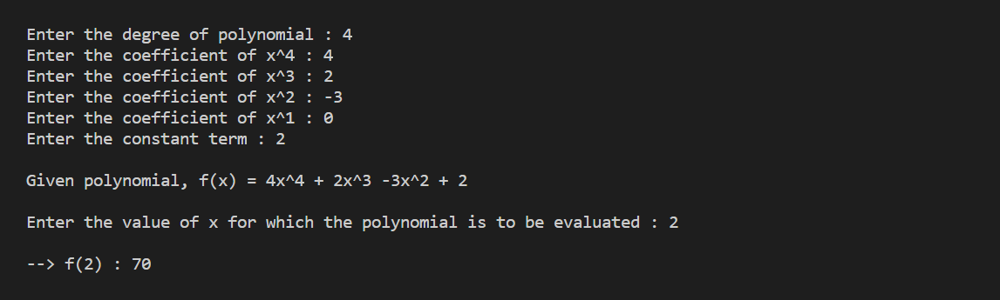 Enter the degree of polynomial : 4
Enter the coefficient of x^4 : 4
Enter the coefficient of x^3 : 2
Enter the coefficient of x^2 : -3
Enter the coefficient of x^1 : 0
Enter the constant term : 2
Given polynomial, f(x) = 4x^4 + 2x^3 -3x^2 + 2
Enter the value of x for which the polynomial is to be evaluated : 2
--> f(2) : 70